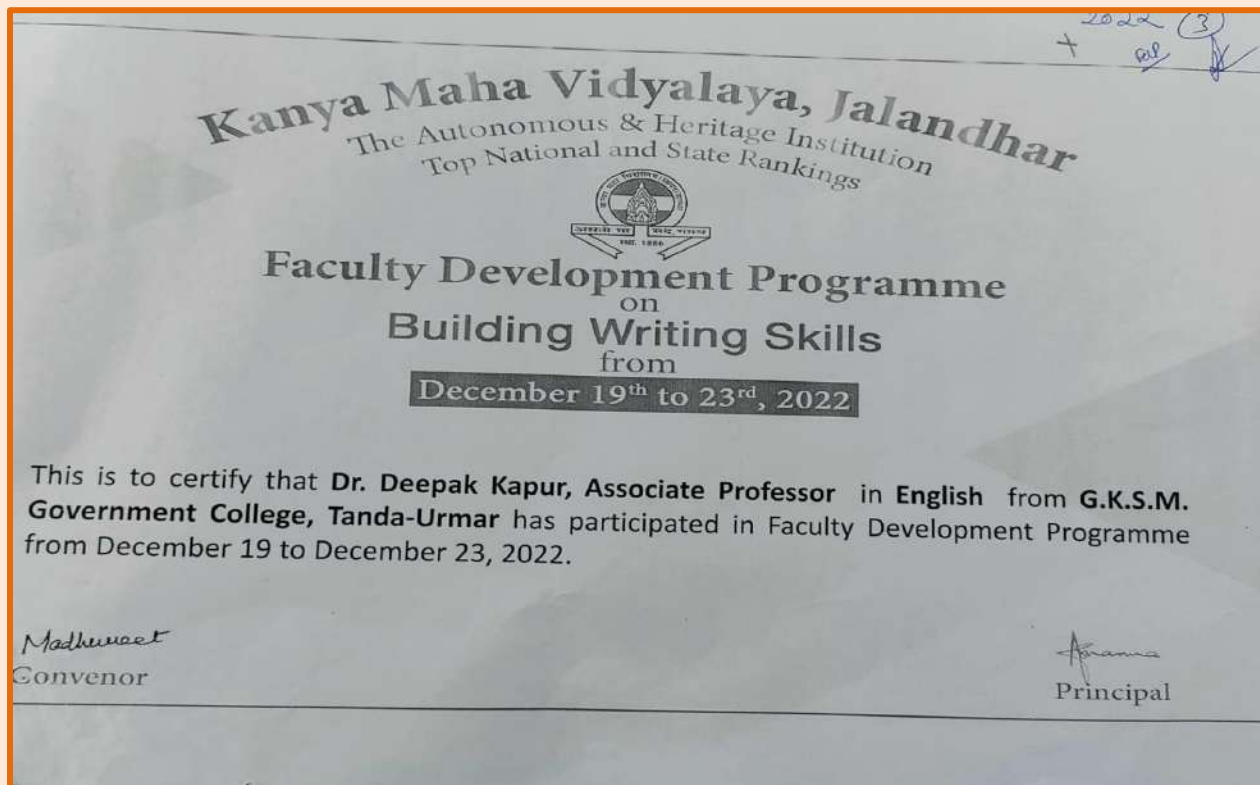 2022 (3)
+
Kanya Maha Vidyalaya, Jalandhar
The Autonomous & Heritage Institution
Top National and State Rankings
Faculty Development Programme
on
Building Writing Skills
from
December 19th to 23rd, 2022
This is to certify that Dr. Deepak Kapur, Associate Professor in English from G.K.S.M.
Government College, Tanda-Urmar has participated in Faculty Development Programme
from December 19 to December 23, 2022.
Madhumeet
Convenor
Principal